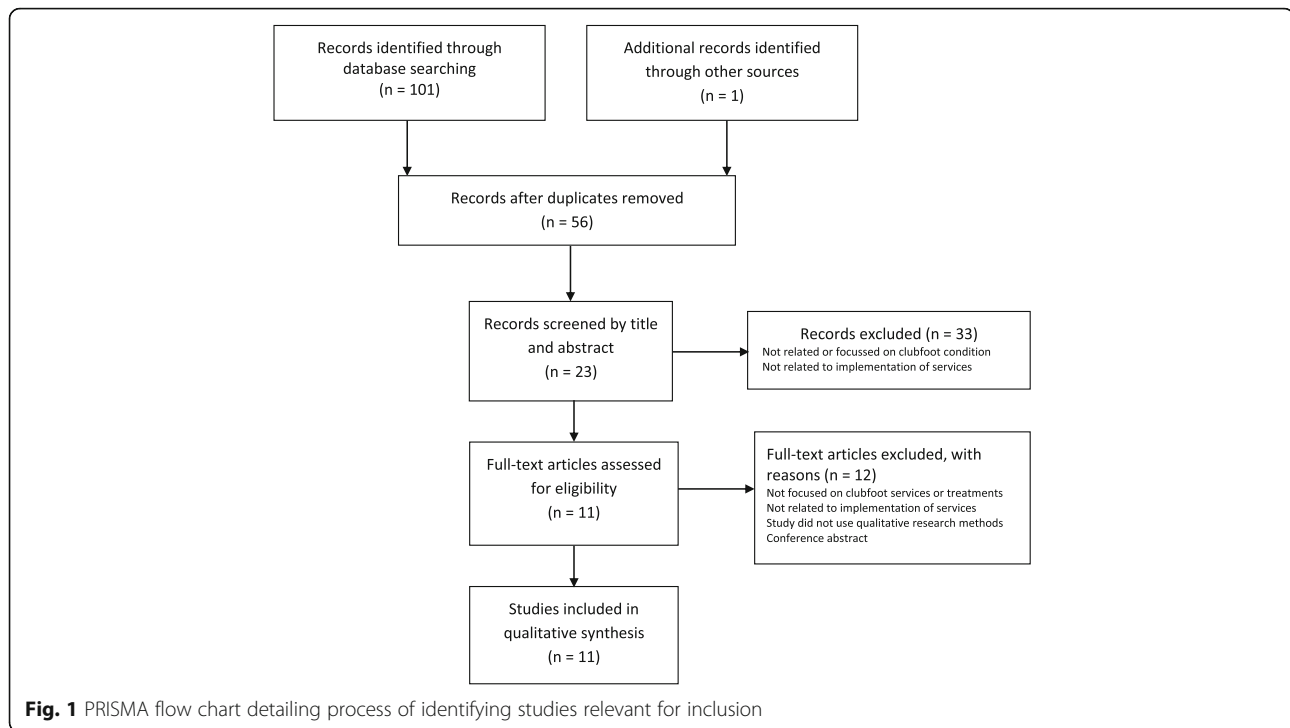 Records identified through
database searching
(n = 101)
Additional records identified
through other sources
(n = 1)
Records after duplicates removed
(n = 56)
Records screened by title
and abstract
(n = 23)
Records excluded (n = 33)
Not related or focussed on clubfoot condition
Not related to implementation of services
Full-text articles assessed
for eligibility
(n = 11)
Full-text articles excluded, with
reasons (n = 12)
Not focused on clubfoot services or treatments
Not related to implementation of services
Study did not use qualitative research methods
Conference abstract
Studies included in
qualitative synthesis
(n = 11)
Fig. 1 PRISMA flow chart detailing process of identifying studies relevant for inclusion